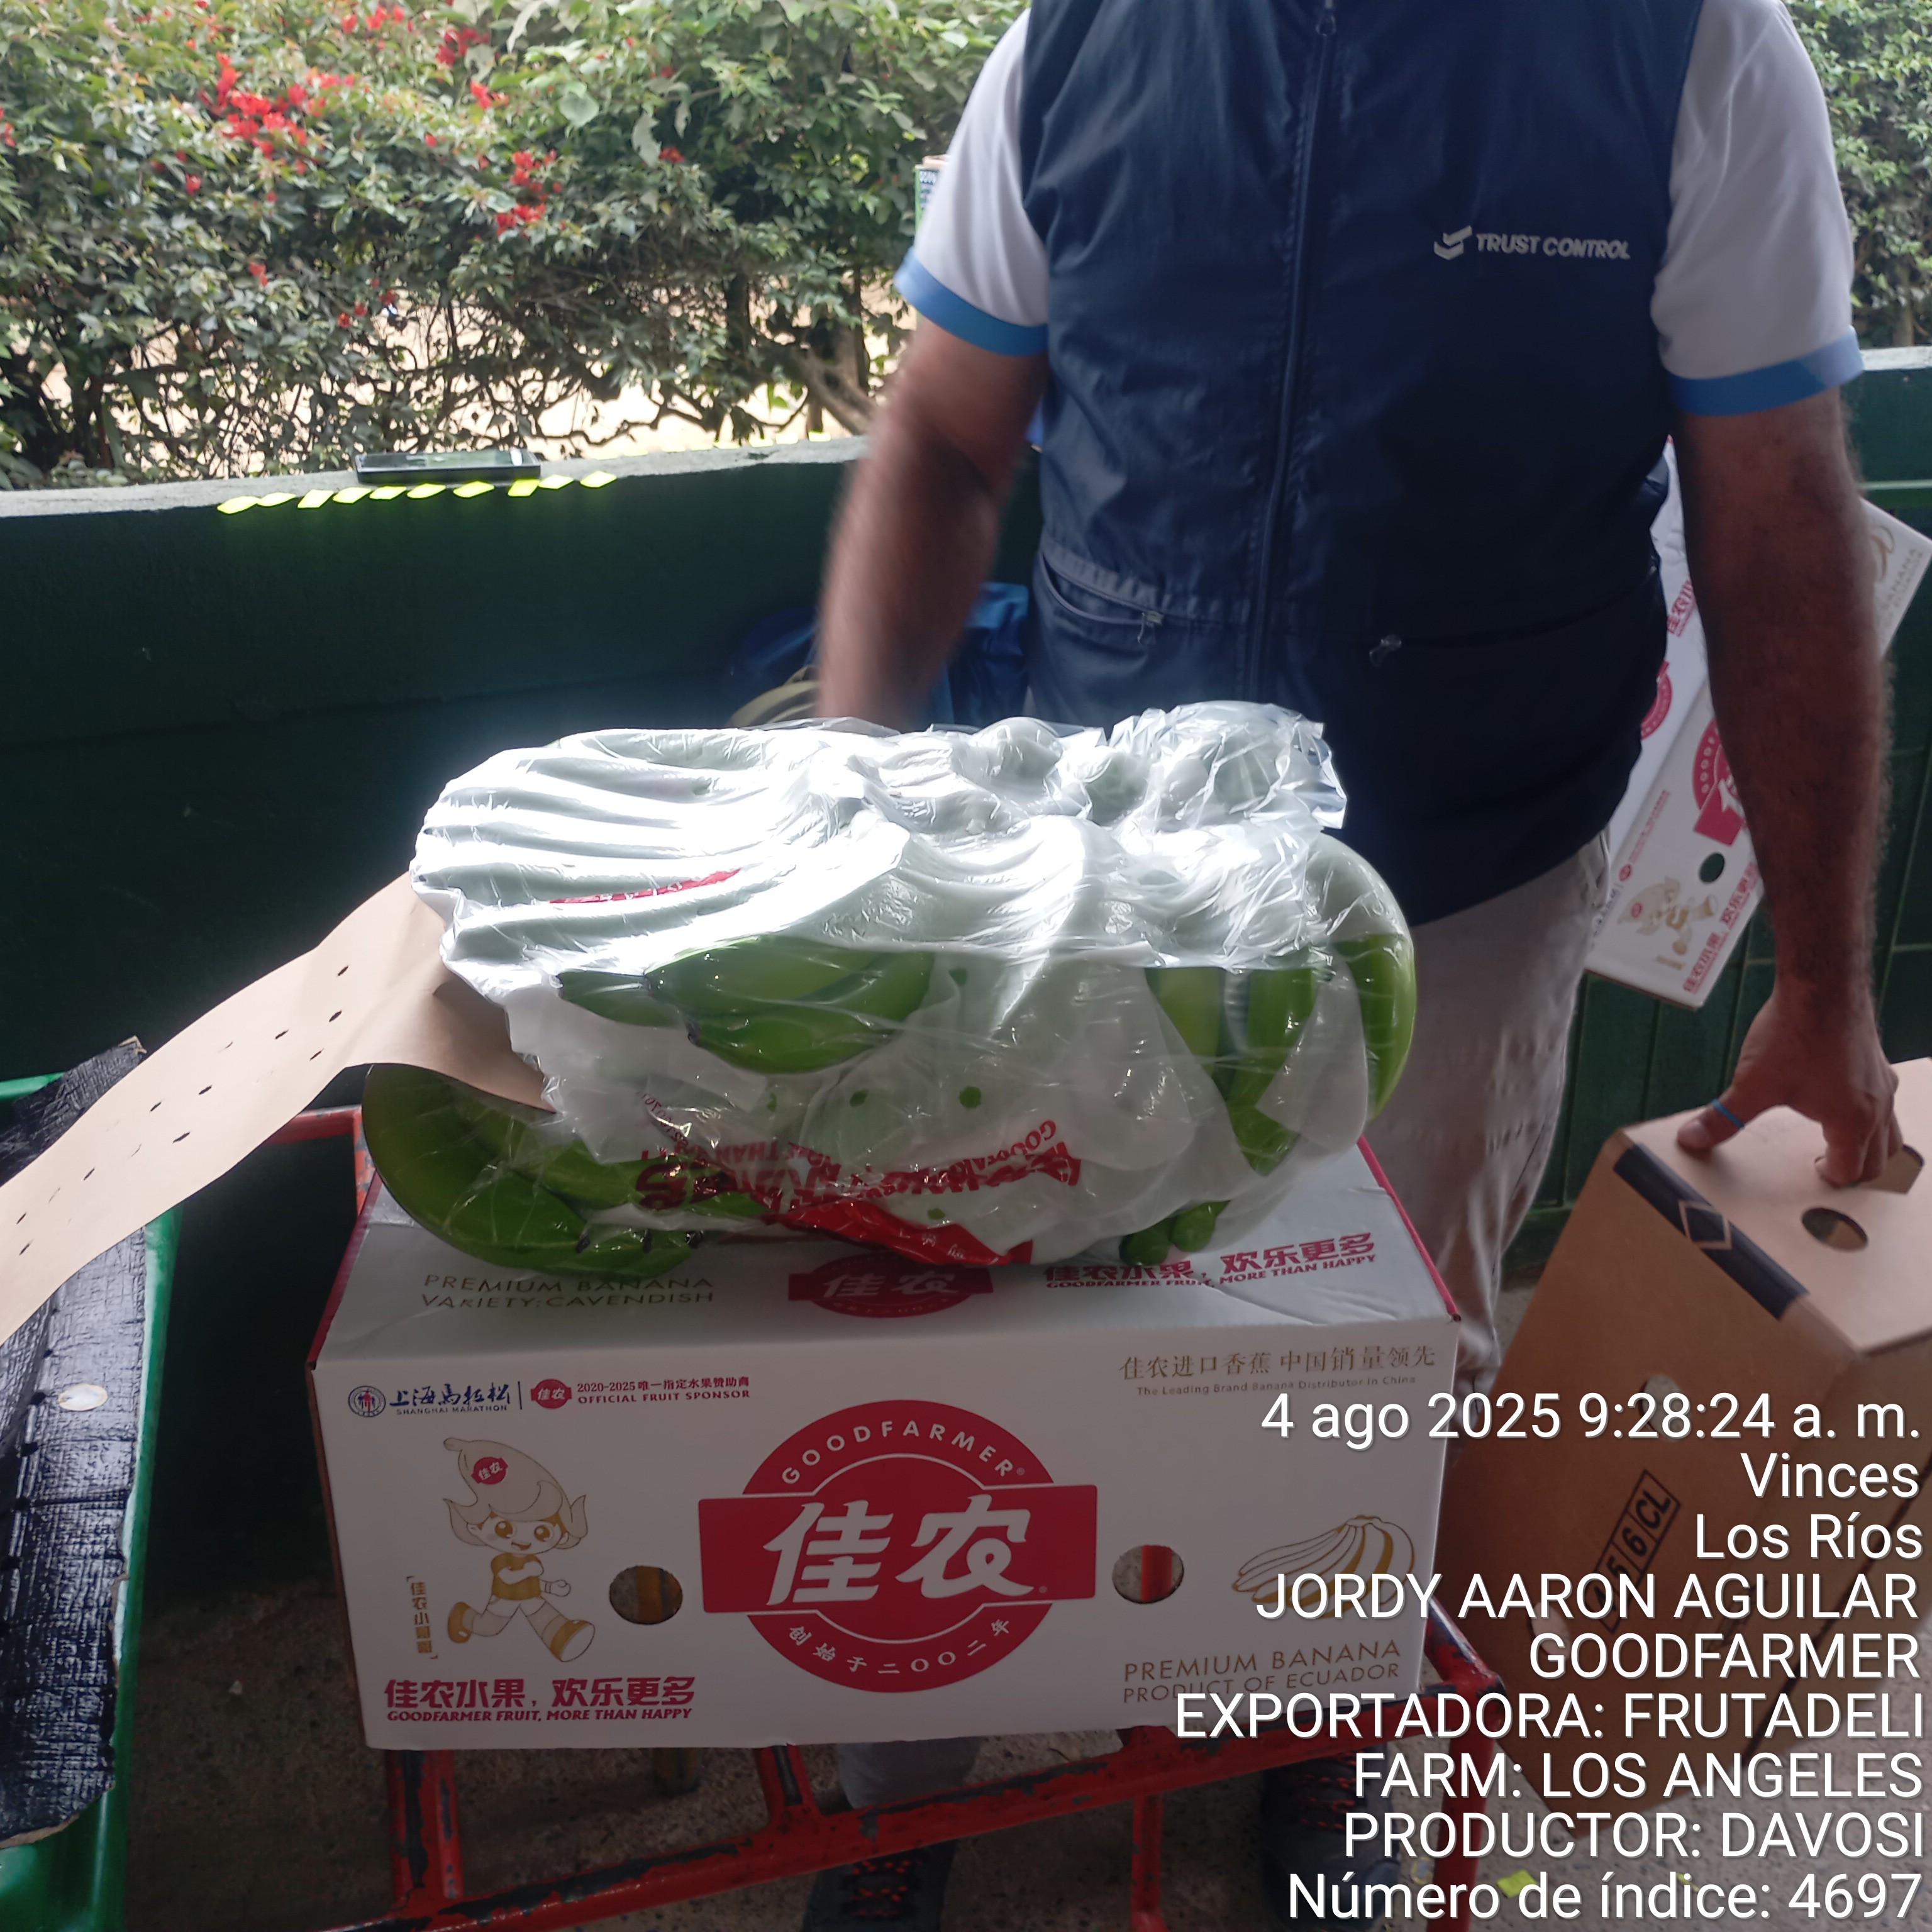 TRUST CONTROL
PREMIUM BANANA
VARIETY: CAVENDISH
佳农
佳农水果，欢乐更多
GOODFARMER FRUIT, MORE THAN HAPPY
上海马拉松
SHANGHAI MARATHON
佳农
2020-2025唯一指定水果赞助商
OFFICIAL FRUIT SPONSOR
佳农进口香蕉 中国销量领先
The Leading Brand Banana Distributor in China
佳农
GOODFARMER®
佳农
创始于二〇〇二年
佳农水果，欢乐更多
GOODFARMER FRUIT, MORE THAN HAPPY
PREMIUM BANANA
PRODUCT OF ECUADOR
6 CL
4 ago 2025 9:28:24 a. m.
Vinces
Los Ríos
JORDY AARON AGUILAR
GOODFARMER
EXPORTADORA: FRUTADELI
FARM: LOS ANGELES
PRODUCTOR: DAVOSI
Número de índice: 4697